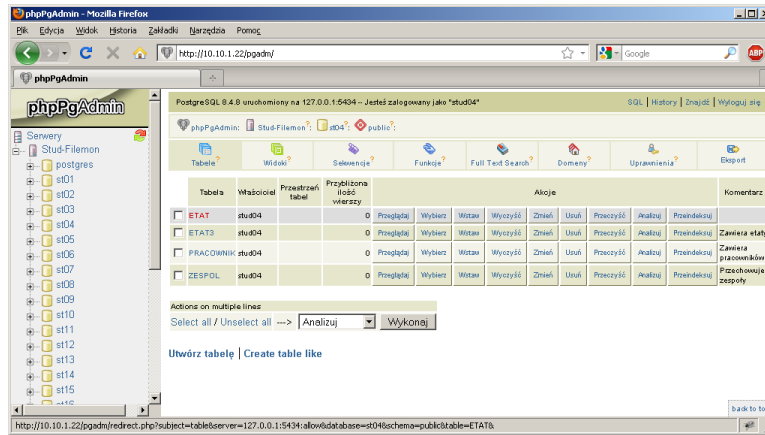 phpPgAdmin - Mozilla Firefox
Plik Edycja Widok Historia Zakładki Narzędzia Pomoc
http://10.10.1.22/pgadm/
Google
ABP
phpPgAdmin
phpPgAdmin
Serwery
Stud-Filemon
postgres
st01
st02
st03
st04
st05
st06
st07
st08
st09
st10
st11
st12
st13
st14
st15
st16
PostgreSQL 8.4.8 uruchomiony na 127.0.0.1:5434 -- Jesteś zalogowany jako "stud04"
SQL | History | Znajdź | Wyloguj się
phpPgAdmin: Stud-Filemon?: st04?: public?:
Tabele? Widoki? Sekwencje? Funkcje? Full Text Search? Domeny? Uprawnienia? Eksport
Tabela Właściciel Przestrzeń tabel Przybliżona ilość wierszy Akcje Komentarz
ETAT stud04 0 Przeglądaj Wybierz Wstaw Wyczyść Zmień Usuń Przeczyść Analizuj Przeindeksuj
ETAT3 stud04 0 Przeglądaj Wybierz Wstaw Wyczyść Zmień Usuń Przeczyść Analizuj Przeindeksuj Zawiera etaty
PRACOWNIK stud04 0 Przeglądaj Wybierz Wstaw Wyczyść Zmień Usuń Przeczyść Analizuj Przeindeksuj Zawiera pracowników
ZESPOL stud04 0 Przeglądaj Wybierz Wstaw Wyczyść Zmień Usuń Przeczyść Analizuj Przeindeksuj Przechowuje zespoły
Actions on multiple lines
Select all / Unselect all ---> Analizuj Wykonaj
Utwórz tabelę | Create table like
back to to
http://10.10.1.22/pgadm/redirect.php?subject=table&server=127.0.0.1:5434:allow&database=st04&schema=public&table=ETAT&